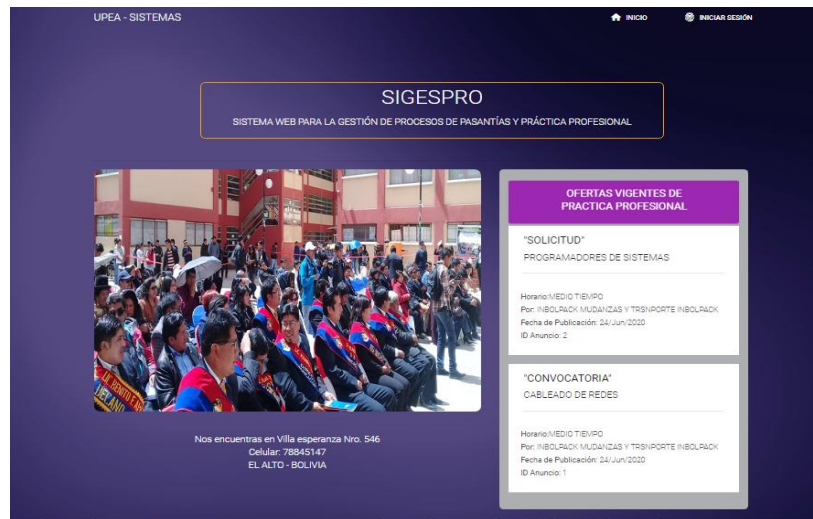 UPEA - SISTEMAS
INICIO
INICIAR SESIÓN
SIGESPRO
SISTEMA WEB PARA LA GESTIÓN DE PROCESOS DE PASANTÍAS Y PRÁCTICA PROFESIONAL
OFERTAS VIGENTES DE
PRACTICA PROFESIONAL
"SOLICITUD"
PROGRAMADORES DE SISTEMAS
Horario:MEDIO TIEMPO
Por: INBOLPACK MUDANZAS Y TRSNPORTE INBOLPACK
Fecha de Publicación: 24/Jun/2020
ID Anuncio: 2
"CONVOCATORIA"
CABLEADO DE REDES
Horario:MEDIO TIEMPO
Por: INBOLPACK MUDANZAS Y TRSNPORTE INBOLPACK
Fecha de Publicación: 24/Jun/2020
ID Anuncio: 1
LIC. BENITO F.
DECANO
Nos encuentras en Villa esperanza Nro. 546
Celular: 78845147
EL ALTO - BOLIVIA